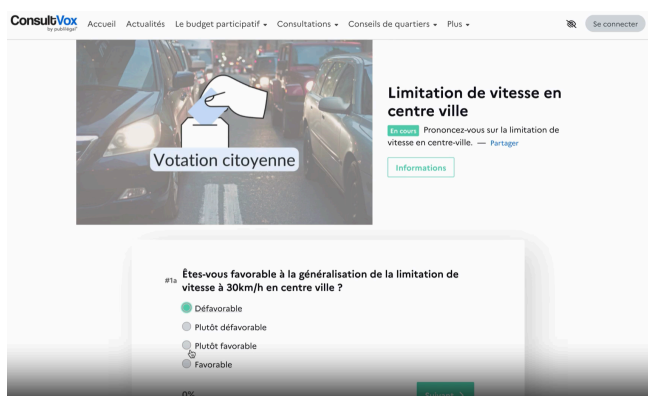 ConsultVox
by publilegal
Accueil Actualités Le budget participatif Consultations Conseils de quartiers Plus Se connecter
Votation citoyenne
Limitation de vitesse en
centre ville
En cours Prononcez-vous sur la limitation de
vitesse en centre-ville. — Partager
Informations
#1a Êtes-vous favorable à la généralisation de la limitation de
vitesse à 30km/h en centre ville ?
Défavorable
Plutôt défavorable
Plutôt favorable
Favorable
0%